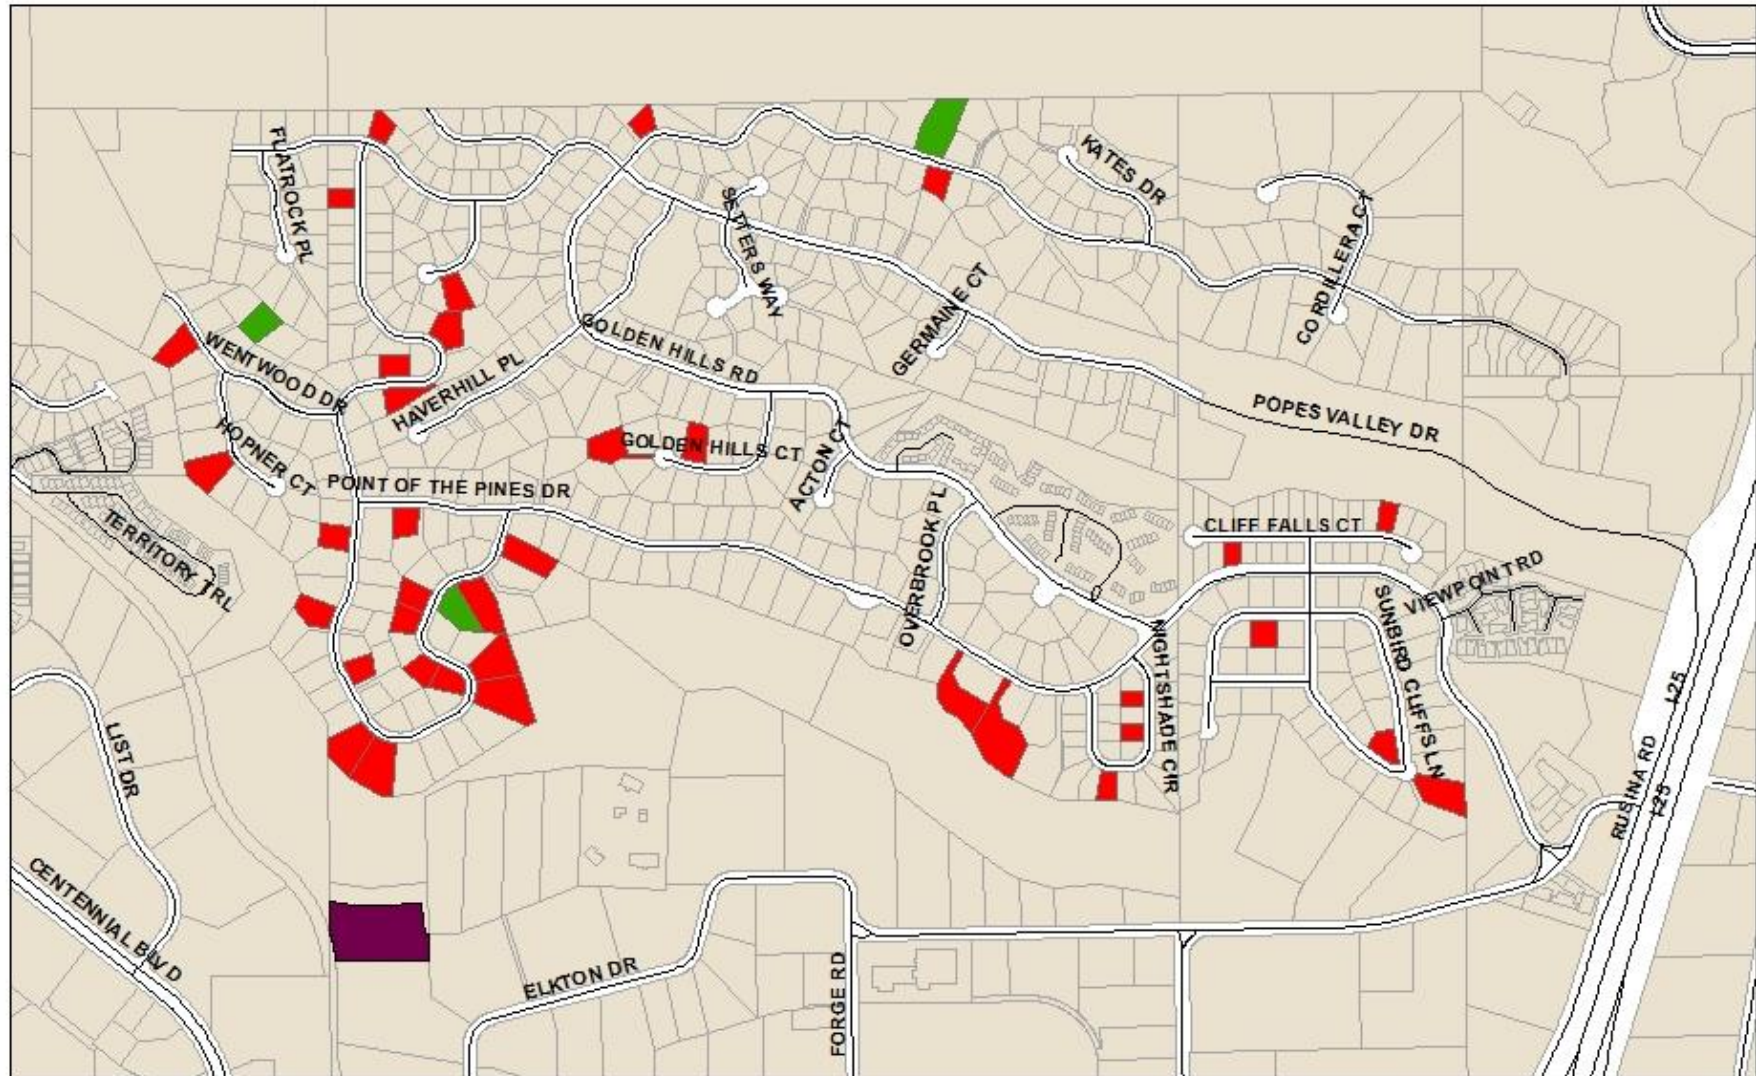 FLATROCK PL
KATES DR
SETTERS WAY
CORDILLERA CT
GERMAINE CT
GOLDEN HILLS RD
WENTWOOD DR
HAVERHILL PL
POPES VALLEY DR
HOPNER CT
GOLDEN HILLS CT
ACTON CT
POINT OF THE PINES DR
TERRITORY TRL
OVERBROOK PL
CLIFF FALLS CT
VIEWPOINT RD
SUNBIRD CLIFFS LN
NIGHTSHADE CIR
I-25
LIST DR
RUSINA RD
I-25
CENTENNIAL BLVD
ELKTON DR
FORGE RD